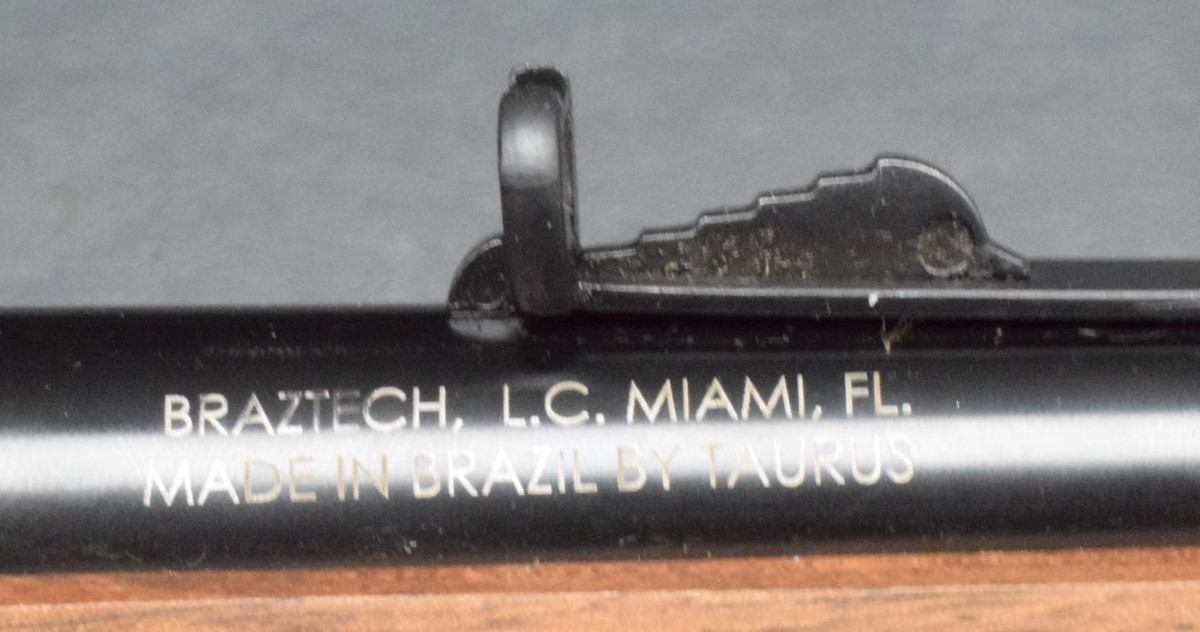 BRAZTECH, L.C. MIAMI, FL.
MADE IN BRAZIL BY TAURUS